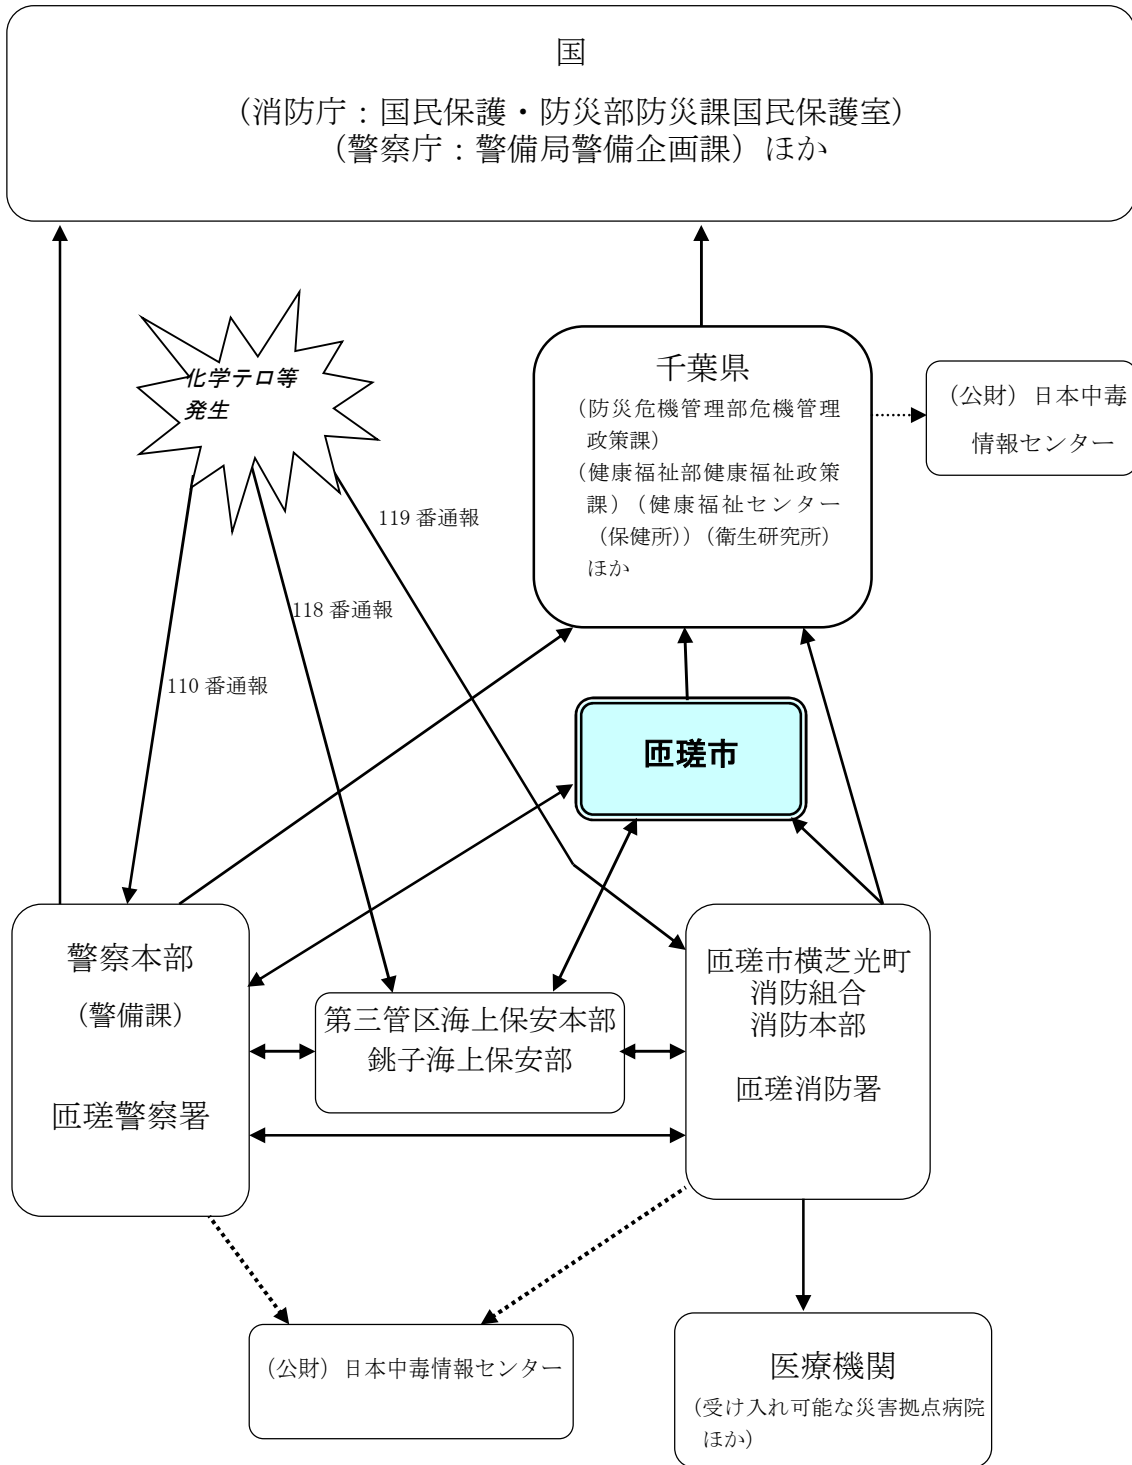 国
（消防庁：国民保護・防災部防災課国民保護室）
（警察庁：警備局警備企画課）ほか
化学テロ等
発生
千葉県
（防災危機管理部危機管理
政策課）
（健康福祉部健康福祉政策
課）（健康福祉センター
（保健所））（衛生研究所）
ほか
（公財）日本中毒
情報センター
119 番通報
118 番通報
110 番通報
匝瑳市
警察本部
（警備課）
匝瑳警察署
第三管区海上保安本部
銚子海上保安部
匝瑳市横芝光町
消防組合
消防本部
匝瑳消防署
（公財）日本中毒情報センター
医療機関
（受け入れ可能な災害拠点病院
ほか）